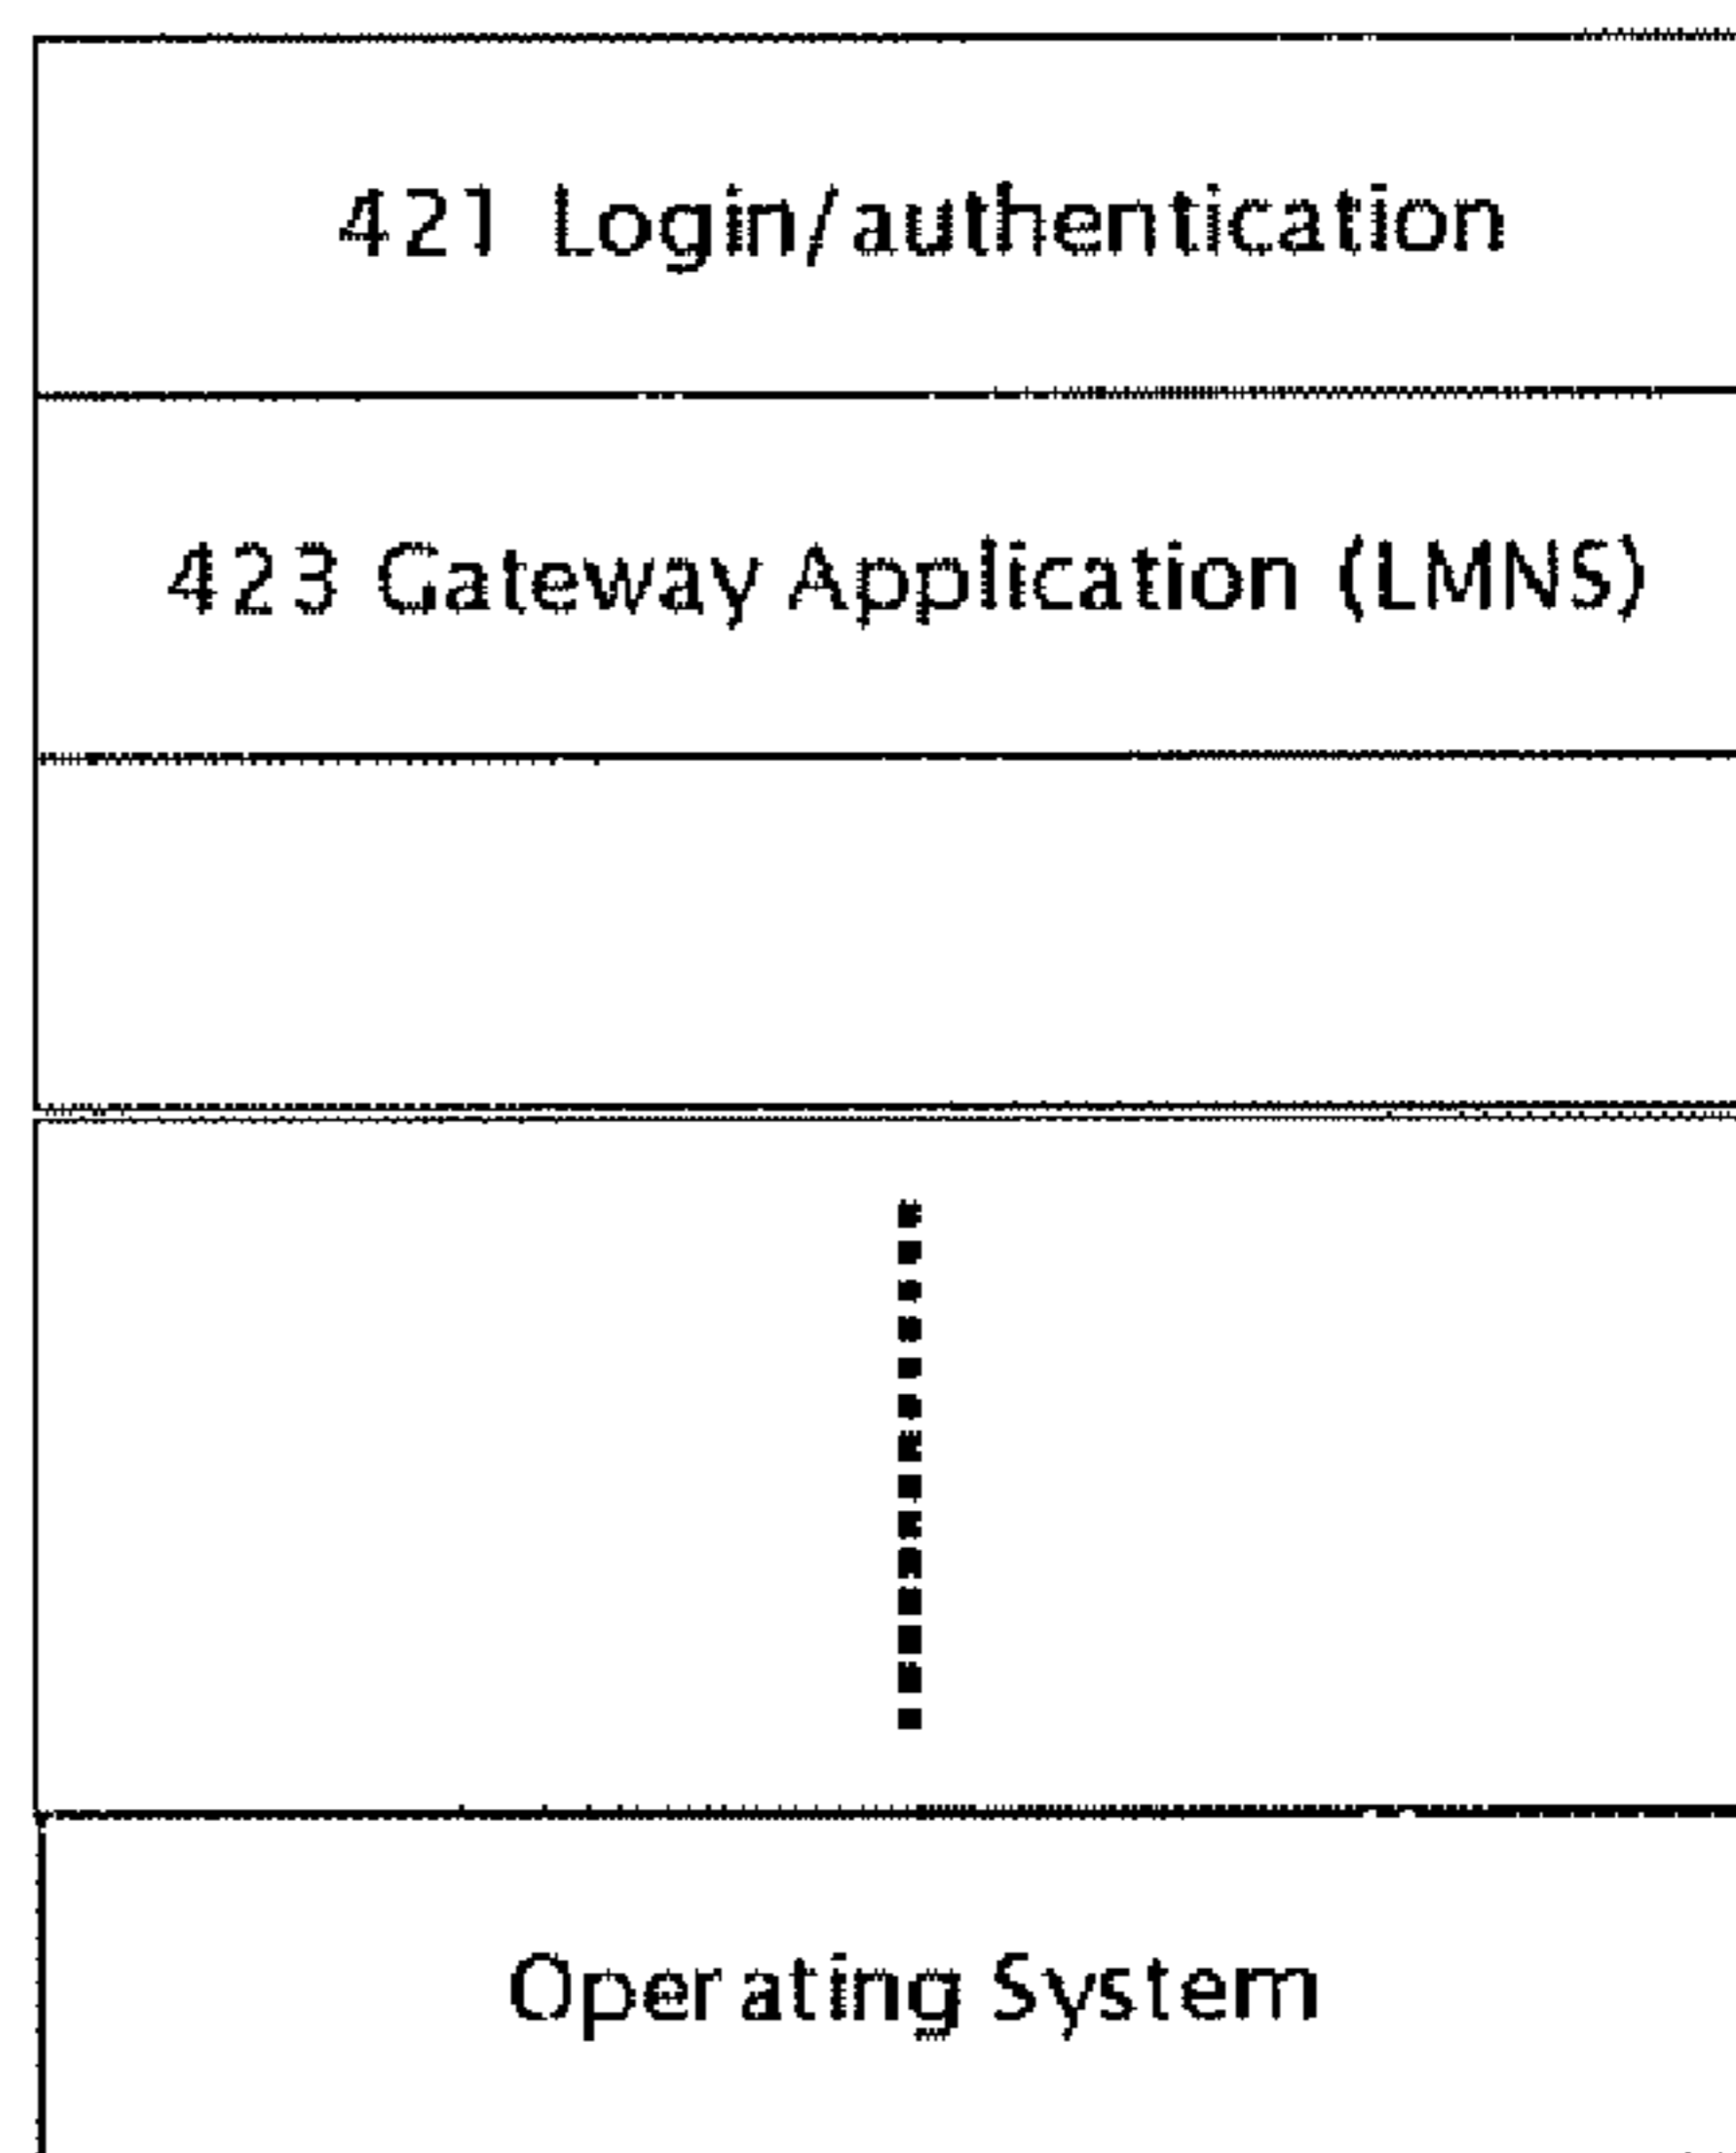 421 Login/authentication
423 Gateway Application (LMNS)
Operating System